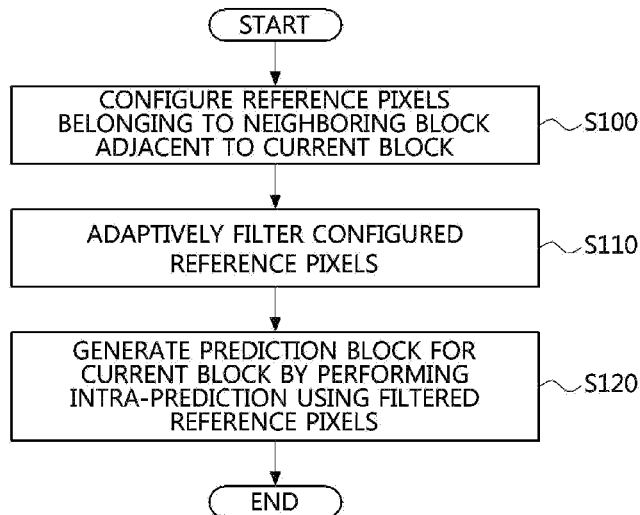 START
CONFIGURE REFERENCE PIXELS
BELONGING TO NEIGHBORING BLOCK
ADJACENT TO CURRENT BLOCK
S100
ADAPTIVELY FILTER CONFIGURED
REFERENCE PIXELS
S110
GENERATE PREDICTION BLOCK FOR
CURRENT BLOCK BY PERFORMING
INTRA-PREDICTION USING FILTERED
REFERENCE PIXELS
S120
END